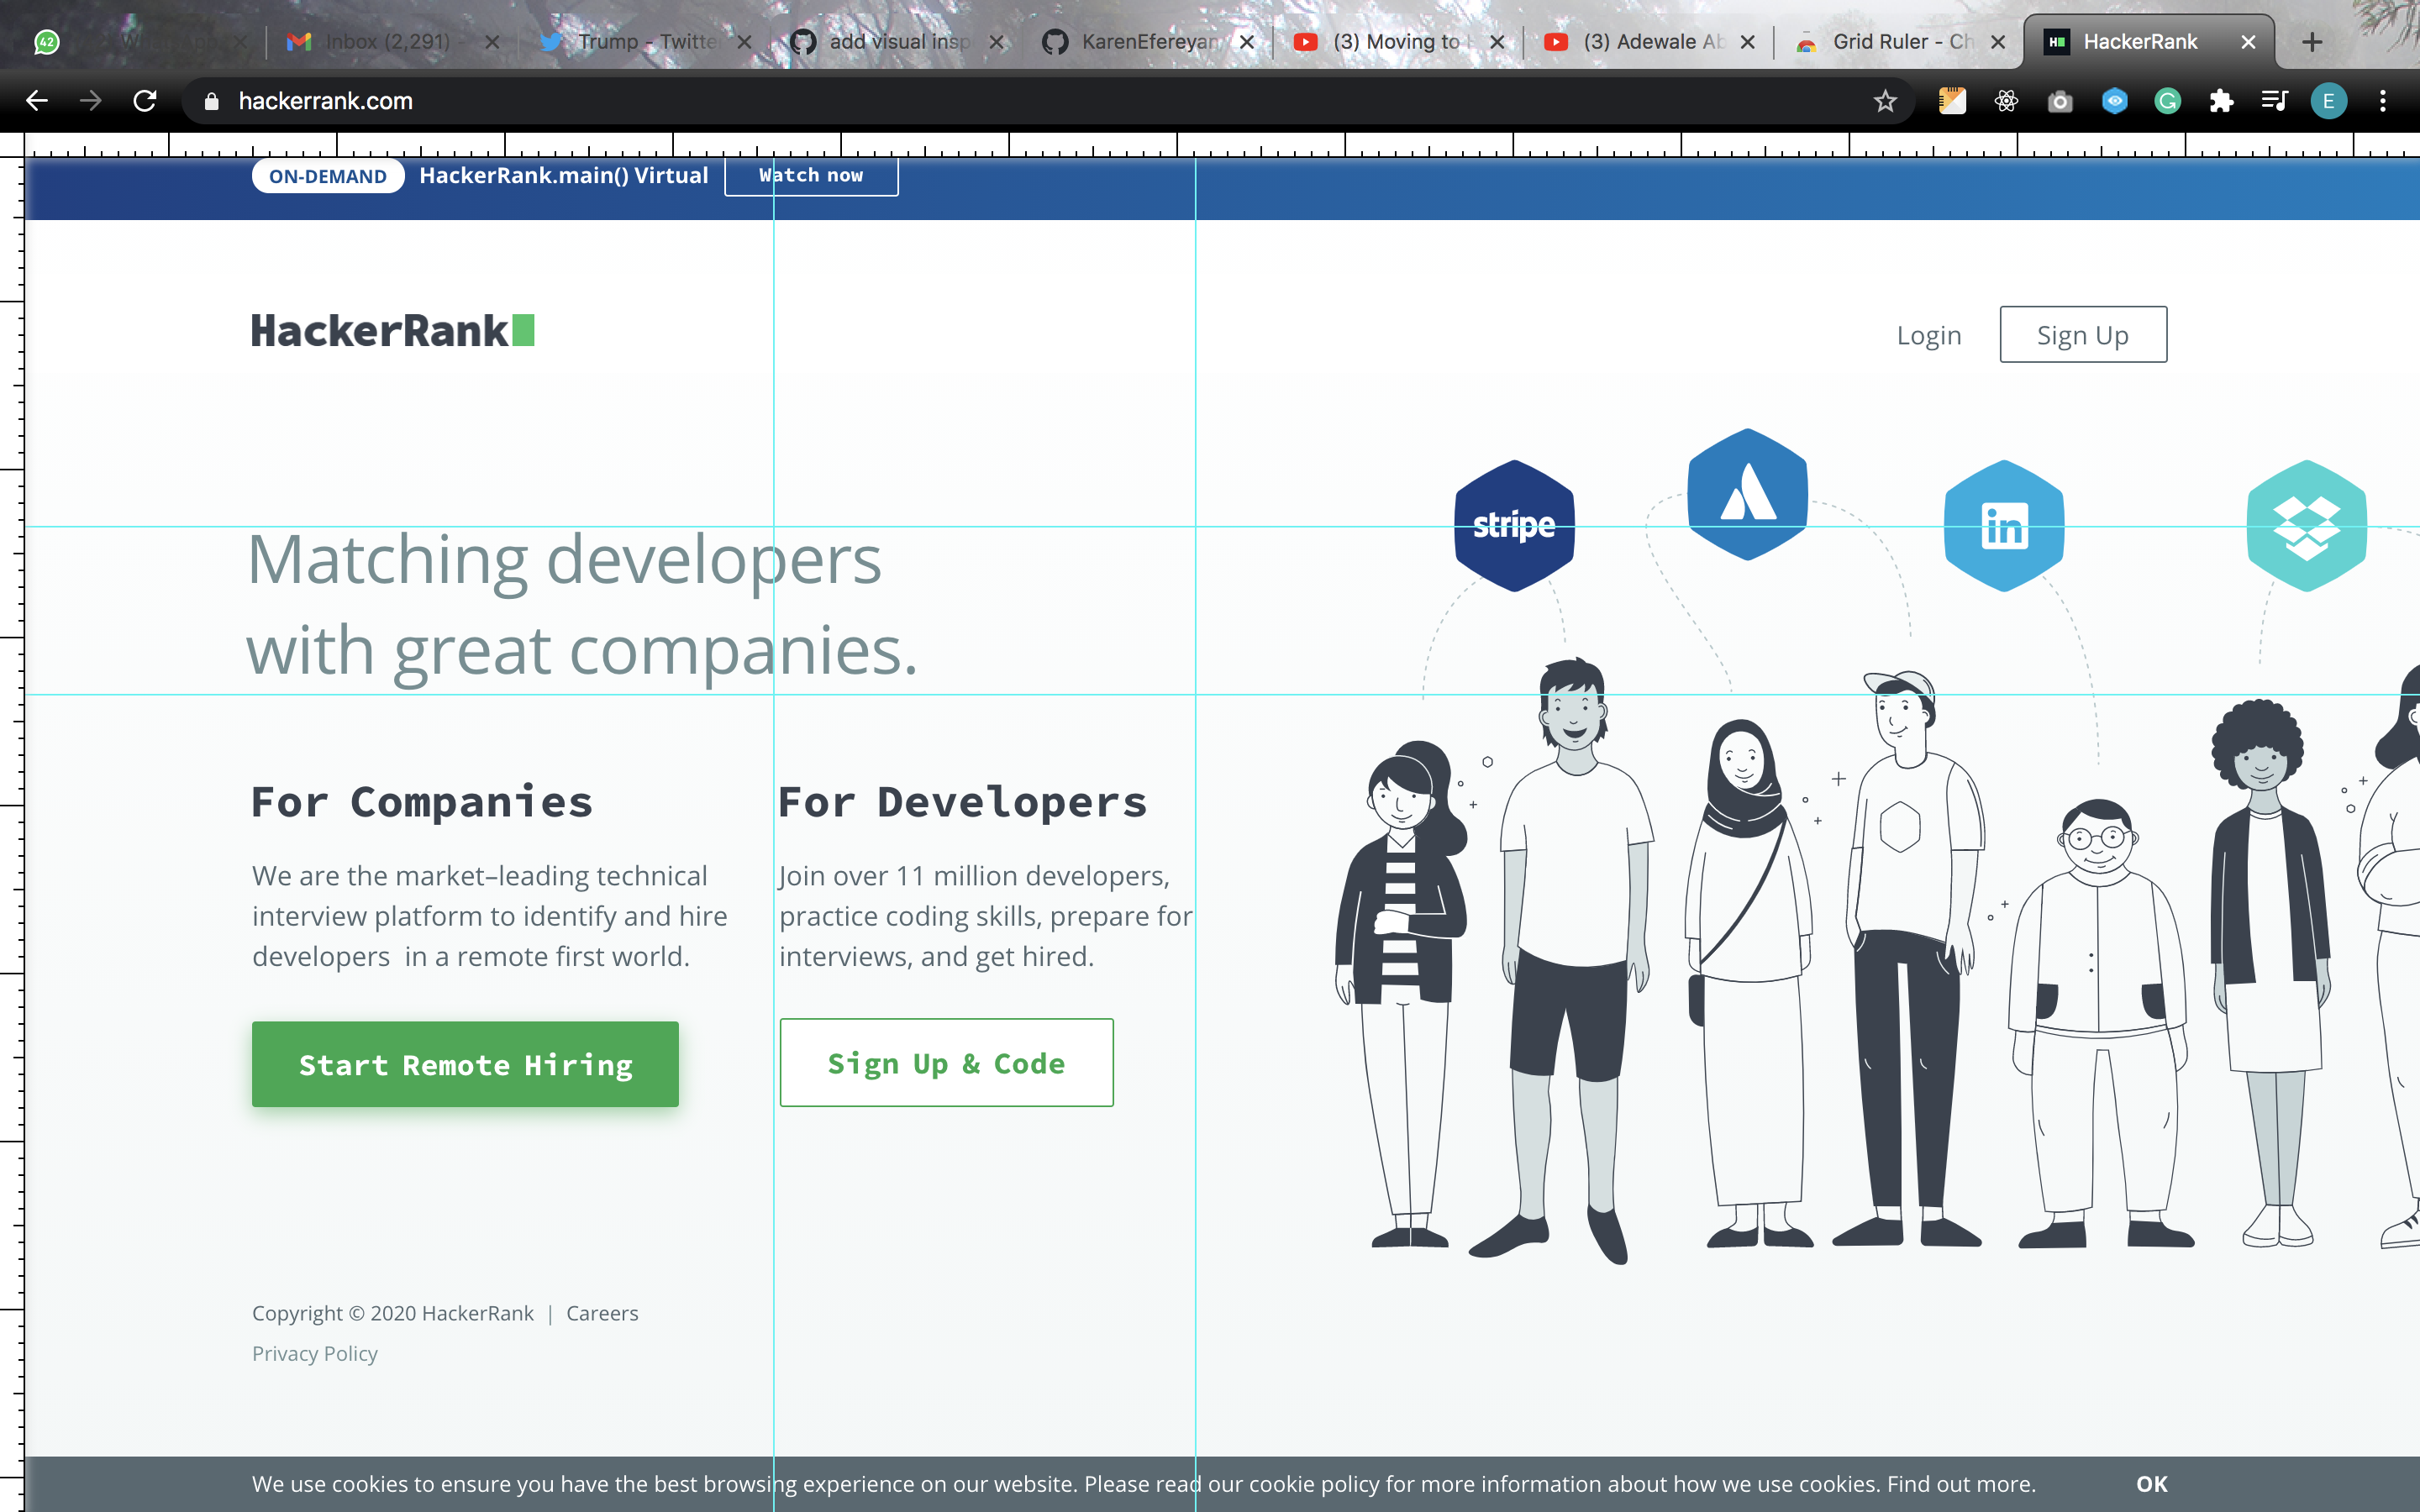 42
Inbox (2,291) -
Trump - Twitte
add visual insp
KarenEfereyan
(3) Moving to
(3) Adewale Ab
Grid Ruler - Ch
HackerRank
hackerrank.com
E
ON-DEMAND HackerRank.main() Virtual Watch now
HackerRank
Login Sign Up
stripe
in
Matching developers
with great companies.
For Companies
We are the market–leading technical
interview platform to identify and hire
developers in a remote first world.
Start Remote Hiring
For Developers
Join over 11 million developers,
practice coding skills, prepare for
interviews, and get hired.
Sign Up & Code
Copyright © 2020 HackerRank | Careers
Privacy Policy
We use cookies to ensure you have the best browsing experience on our website. Please read our cookie policy for more information about how we use cookies. Find out more. OK